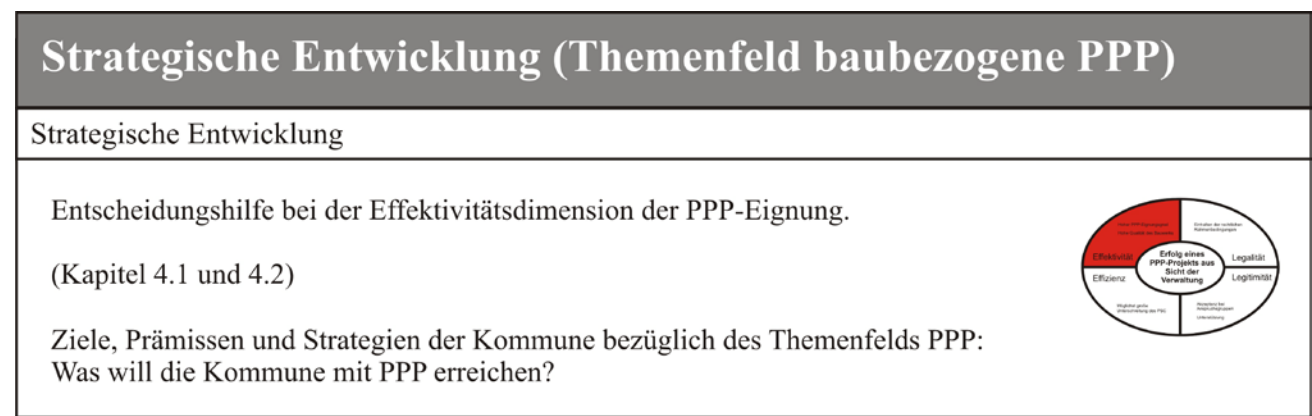 Strategische Entwicklung (Themenfeld baubezogene PPP)
Strategische Entwicklung
Entscheidungshilfe bei der Effektivitätsdimension der PPP-Eignung.
(Kapitel 4.1 und 4.2)
Ziele, Prämissen und Strategien der Kommune bezüglich des Themenfelds PPP:
Was will die Kommune mit PPP erreichen?
Effektivität
Erfolg eines
PPP-Projekts aus
Sicht der
Verwaltung
Legalität
Effizienz
Legitimität